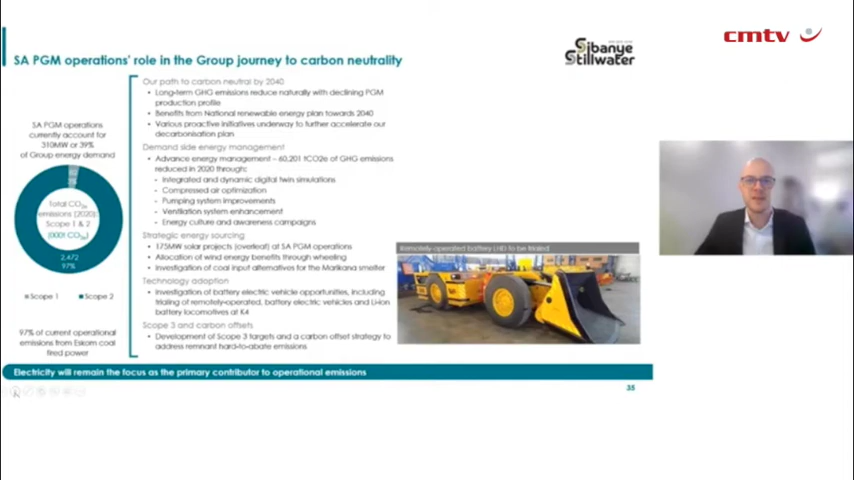 cmtv
Sibanye
Stillwater
SA PGM operations' role in the Group journey to carbon neutrality
SA PGM operations
currently account for
310MW or 39%
of Group energy demand
Total CO2e
emissions (2020):
Scope 1 & 2
(000t CO2e)
2,472
97%
Scope 1
Scope 2
97% of current operational
emissions from Eskom coal
fired power
Our path to carbon neutral by 2040
• Long-term GHG emissions reduce naturally with declining PGM
production profile
• Benefits from National renewable energy plan towards 2040
• Various proactive initiatives underway to further accelerate our
decarbonisation plan
Demand side energy management
• Advance energy management – 60,201 tCO2e of GHG emissions
reduced in 2020 through:
- Integrated and dynamic digital twin simulations
- Compressed air optimization
- Pumping system improvements
- Ventilation system enhancement
- Energy culture and awareness campaigns
Strategic energy sourcing
• 175MW solar projects (overleaf) at SA PGM operations
• Allocation of wind energy benefits through wheeling
• Investigation of coal input alternatives for the Marikana smelter
Technology adoption
• Investigation of battery electric vehicle opportunities, including
trialing of remotely-operated, battery electric vehicles and Li-ion
battery locomotives at K4
Scope 3 and carbon offsets
• Development of Scope 3 targets and a carbon offset strategy to
address remnant hard-to-abate emissions
Remotely operated battery LHD to be trialed
Electricity will remain the focus as the primary contributor to operational emissions
35